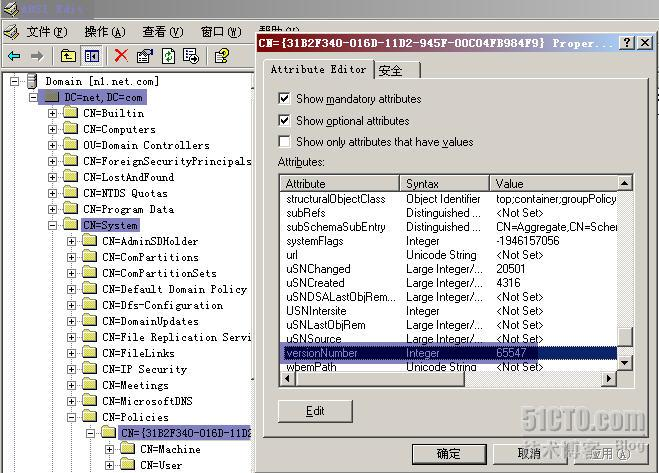 ADSI Edit
文件(F) 操作(A) 查看(V) 窗口(W) 帮助(H)
Domain [n1.net.com]
DC=net,DC=com
CN=Builtin
CN=Computers
OU=Domain Controllers
CN=ForeignSecurityPrincipals
CN=LostAndFound
CN=NTDS Quotas
CN=Program Data
CN=System
CN=AdminSDHolder
CN=ComPartitions
CN=ComPartitionSets
CN=Default Domain Policy
CN=Dfs-Configuration
CN=DomainUpdates
CN=File Replication Servi
CN=FileLinks
CN=IP Security
CN=Meetings
CN=MicrosoftDNS
CN=Policies
CN={31B2F340-016D-11D2
CN=Machine
CN=User
CN={31B2F340-016D-11D2-945F-00C04FB984F9} Proper...
Attribute Editor 安全
Show mandatory attributes
Show optional attributes
Show only attributes that have values
Attributes:
Attribute Syntax Value
structuralObjectClass Object Identifier top;container;groupPolicy
subRefs Distinguished ... <Not Set>
subSchemaSubEntry Distinguished ... CN=Aggregate,CN=Schem
systemFlags Integer -1946157056
url Unicode String <Not Set>
uSNChanged Large Integer/... 20501
uSNCreated Large Integer/... 4316
uSNDSALastObjRem... Large Integer/... <Not Set>
USNIntersite Integer <Not Set>
uSNLastObjRem Large Integer/... <Not Set>
uSNSource Large Integer/... <Not Set>
versionNumber Integer 65547
wbemPath Unicode String <Not Set>
Edit
确定 取消 应用(A)
51CTO.com
技术博客 Blog